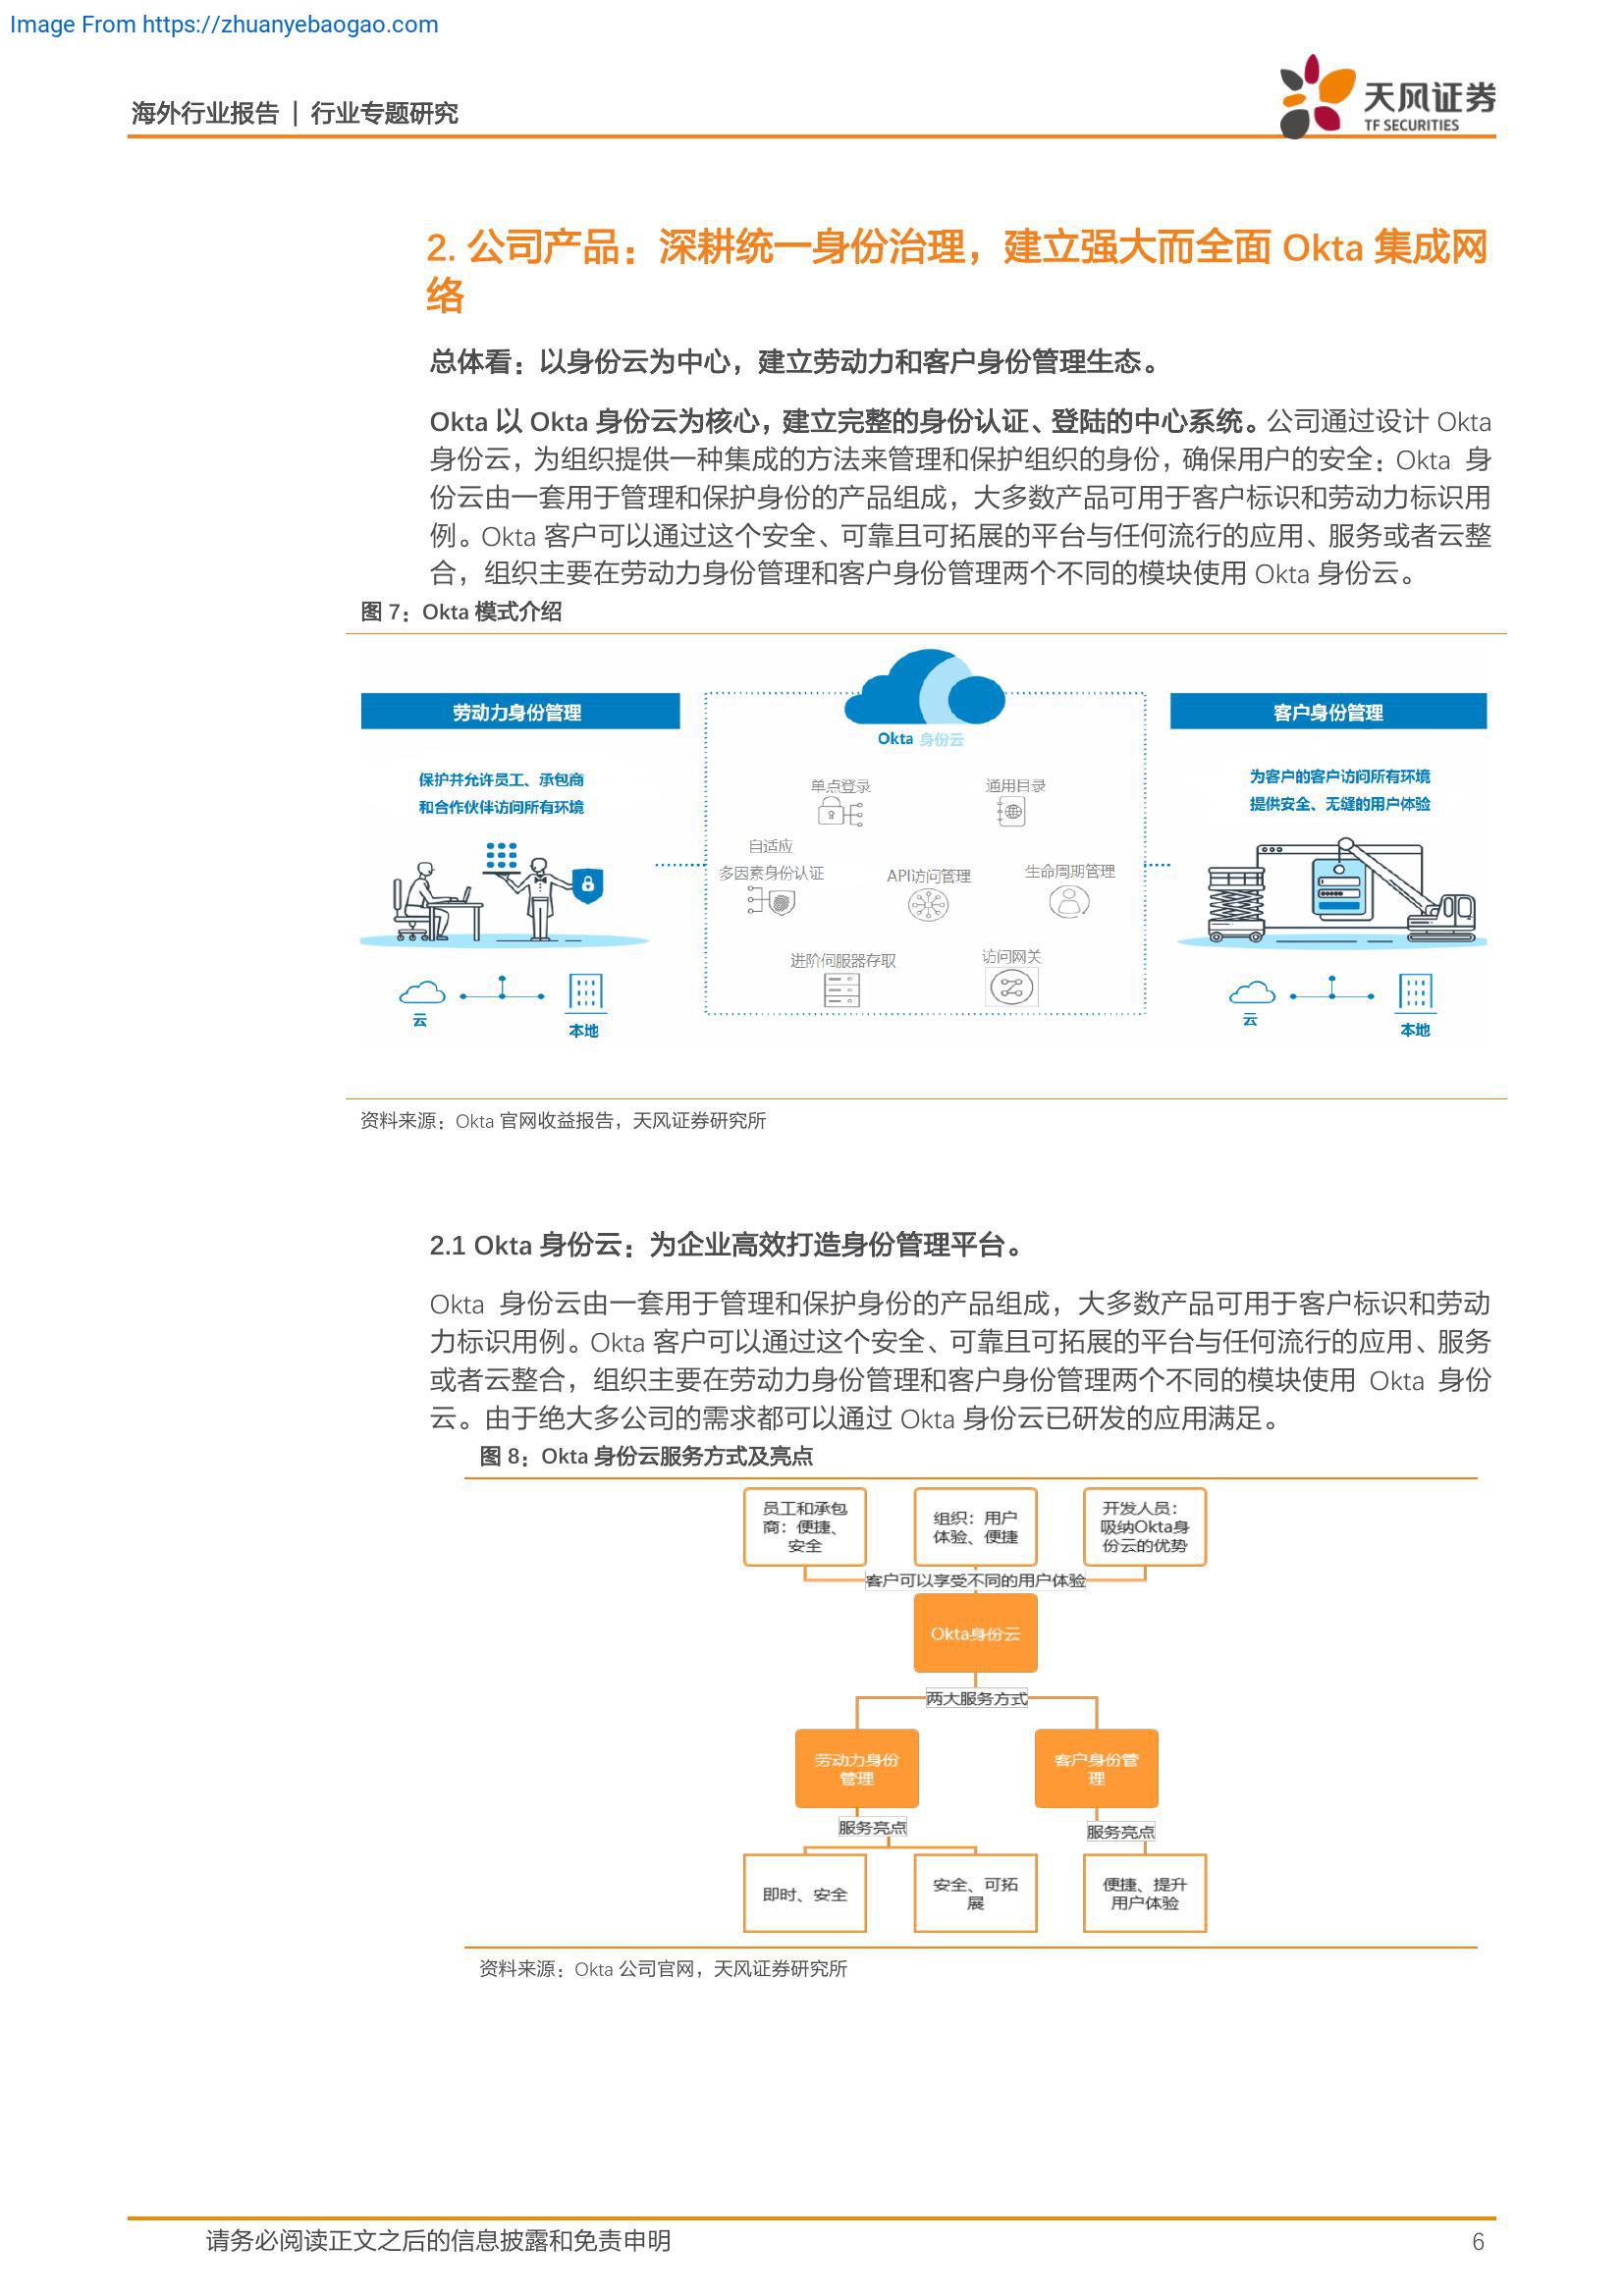 Image From https://zhuanyebaogao.com
海外行业报告 | 行业专题研究
天风证券
TF SECURITIES
2. 公司产品：深耕统一身份治理，建立强大而全面 Okta 集成网
络
总体看：以身份云为中心，建立劳动力和客户身份管理生态。
Okta 以 Okta 身份云为核心，建立完整的身份认证、登陆的中心系统。公司通过设计 Okta
身份云，为组织提供一种集成的方法来管理和保护组织的身份，确保用户的安全：Okta 身
份云由一套用于管理和保护身份的产品组成，大多数产品可用于客户标识和劳动力标识用
例。Okta 客户可以通过这个安全、可靠且可拓展的平台与任何流行的应用、服务或者云整
合，组织主要在劳动力身份管理和客户身份管理两个不同的模块使用 Okta 身份云。
图 7：Okta 模式介绍
劳动力身份管理
保护并允许员工、承包商
和合作伙伴访问所有环境
云
本地
Okta 身份云
单点登录
通用目录
自适应
多因素身份认证
API访问管理
生命周期管理
进阶伺服器存取
访问网关
客户身份管理
为客户的客户访问所有环境
提供安全、无缝的用户体验
云
本地
资料来源：Okta 官网收益报告，天风证券研究所
2.1 Okta 身份云：为企业高效打造身份管理平台。
Okta 身份云由一套用于管理和保护身份的产品组成，大多数产品可用于客户标识和劳动
力标识用例。Okta 客户可以通过这个安全、可靠且可拓展的平台与任何流行的应用、服务
或者云整合，组织主要在劳动力身份管理和客户身份管理两个不同的模块使用 Okta 身份
云。由于绝大多公司的需求都可以通过 Okta 身份云已研发的应用满足。
图 8：Okta 身份云服务方式及亮点
员工和承包
商：便捷、
安全
组织：用户
体验、便捷
开发人员：
吸纳Okta身
份云的优势
客户可以享受不同的用户体验
Okta身份云
两大服务方式
劳动力身份
管理
客户身份管
理
服务亮点
服务亮点
即时、安全
安全、可拓
展
便捷、提升
用户体验
资料来源：Okta 公司官网，天风证券研究所
请务必阅读正文之后的信息披露和免责申明
6